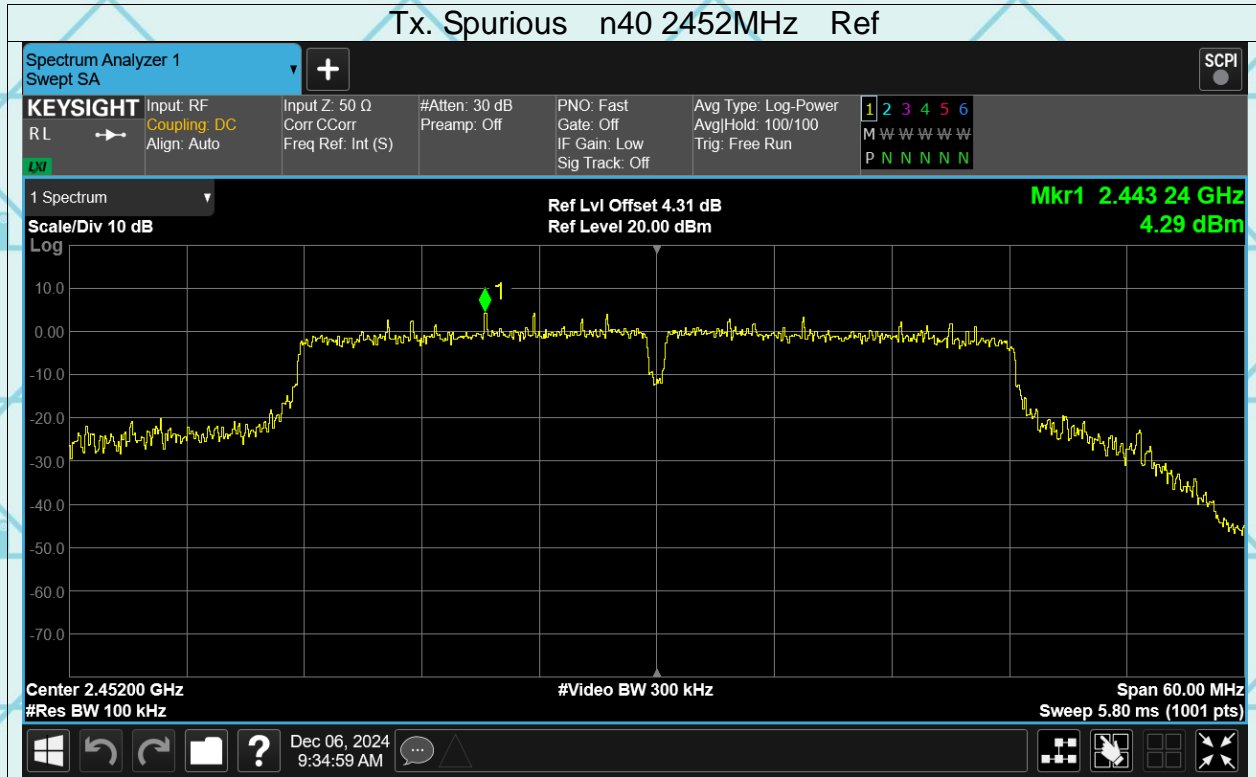 Tx. Spurious n40 2452MHz Ref
Spectrum Analyzer 1
Swept SA
SCPI
KEYSIGHT
R L
LXI
Input: RF
Coupling: DC
Align: Auto
Input Z: 50 Ω
Corr CCorr
Freq Ref: Int (S)
#Atten: 30 dB
Preamp: Off
PNO: Fast
Gate: Off
IF Gain: Low
Sig Track: Off
Avg Type: Log-Power
Avg|Hold: 100/100
Trig: Free Run
1 2 3 4 5 6
M W W W W W
P N N N N N
1 Spectrum
Scale/Div 10 dB
Ref Lvl Offset 4.31 dB
Ref Level 20.00 dBm
Mkr1 2.443 24 GHz
4.29 dBm
Log
1
10.0
0.00
-10.0
-20.0
-30.0
-40.0
-50.0
-60.0
-70.0
Center 2.45200 GHz
#Res BW 100 kHz
#Video BW 300 kHz
Span 60.00 MHz
Sweep 5.80 ms (1001 pts)
?
Dec 06, 2024
9:34:59 AM